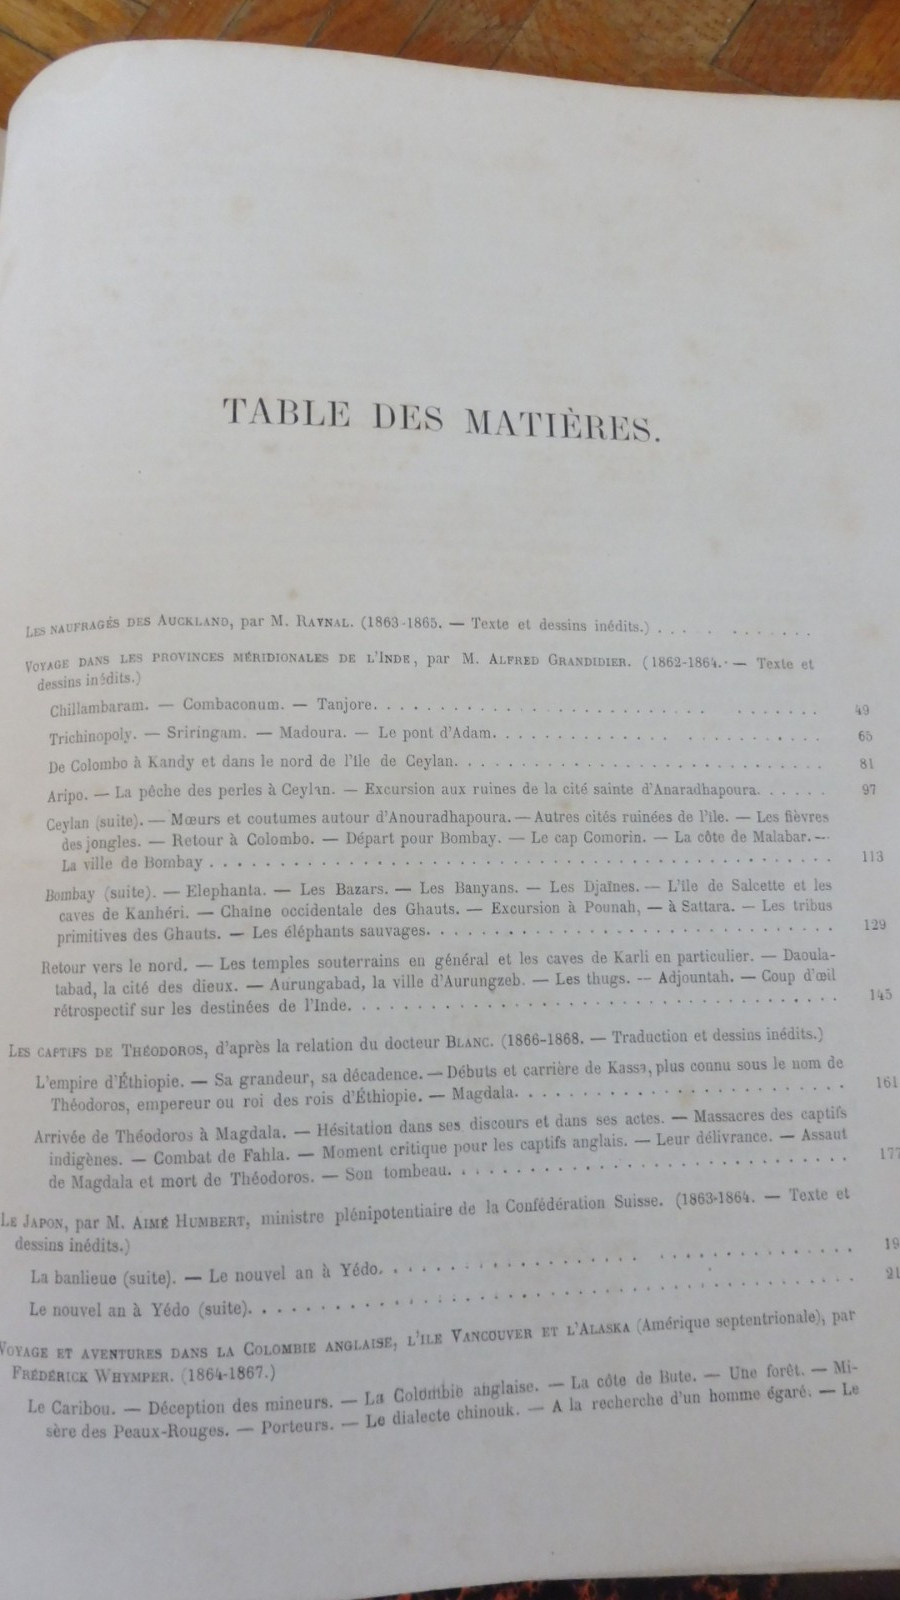 TABLE DES MATIÈRES.
LES NAUFRAGÉS DES AUCKLAND, par M. RAYNAL. (1863-1865. — Texte et dessins inédits.) . . . . . . . . . . .
VOYAGE DANS LES PROVINCES MÉRIDIONALES DE L'INDE, par M. ALFRED GRANDIDIER. (1862-1864. — Texte et
dessins inédits.)
Chillambaram. — Combaconum. — Tanjore. . . . . . . . . . . . . . . . . . . . . . . . . 49
Trichinopoly. — Sriringam. — Madoura. — Le pont d'Adam. . . . . . . . . . . . . . . . . . . 65
De Colombo à Kandy et dans le nord de l'île de Ceylan. . . . . . . . . . . . . . . . . . . . . . . 81
Aripo. — La pêche des perles à Ceylan. — Excursion aux ruines de la cité sainte d'Anaradhapoura. . . . . . 97
Ceylan (suite). — Mœurs et coutumes autour d'Anouradhapoura. — Autres cités ruinées de l'île. — Les fièvres
des jongles. — Retour à Colombo. — Départ pour Bombay. — Le cap Comorin. — La côte de Malabar. —
La ville de Bombay . . . . . . . . . . . . . . . . . . . . . . . . . . . . . . . . . . . . . 113
Bombay (suite). — Elephanta. — Les Bazars. — Les Banyans. — Les Djaïnes. — L'île de Salcette et les
caves de Kanhéri. — Chaîne occidentale des Ghauts. — Excursion à Pounah, — à Sattara. — Les tribus
primitives des Ghauts. — Les éléphants sauvages. . . . . . . . . . . . . . . . . . . . . . . . 129
Retour vers le nord. — Les temples souterrains en général et les caves de Karli en particulier. — Daoula-
tabad, la cité des dieux. — Aurungabad, la ville d'Aurungzeb. — Les thugs. — Adjountah. — Coup d'œil
rétrospectif sur les destinées de l'Inde. . . . . . . . . . . . . . . . . . . . . . . . . . . . . 145
LES CAPTIFS DE THÉODOROS, d'après la relation du docteur BLANC. (1866-1868. — Traduction et dessins inédits.)
L'empire d'Éthiopie. — Sa grandeur, sa décadence. — Débuts et carrière de Kassa, plus connu sous le nom de
Théodoros, empereur ou roi des rois d'Éthiopie. — Magdala. . . . . . . . . . . . . . . . . . . 161
Arrivée de Théodoros à Magdala. — Hésitation dans ses discours et dans ses actes. — Massacres des captifs
indigènes. — Combat de Fahla. — Moment critique pour les captifs anglais. — Leur délivrance. — Assaut
de Magdala et mort de Théodoros. — Son tombeau. . . . . . . . . . . . . . . . . . . . . . . . 177
LE JAPON, par M. AIMÉ HUMBERT, ministre plénipotentiaire de la Confédération Suisse. (1863-1864. — Texte et
dessins inédits.)
La banlieue (suite). — Le nouvel an à Yédo. . . . . . . . . . . . . . . . . . . . . . . . . . . 19
Le nouvel an à Yédo (suite). . . . . . . . . . . . . . . . . . . . . . . . . . . . . . . . . . . 21
VOYAGE ET AVENTURES DANS LA COLOMBIE ANGLAISE, L'ILE VANCOUVER ET L'ALASKA (Amérique septentrionale), par
FRÉDÉRICK WHYMPER. (1864-1867.)
Le Caribou. — Déception des mineurs. — La Colombie anglaise. — La côte de Bute. — Une forêt. — Mi-
sère des Peaux-Rouges. — Porteurs. — Le dialecte chinouk. — A la recherche d'un homme égaré. — Le